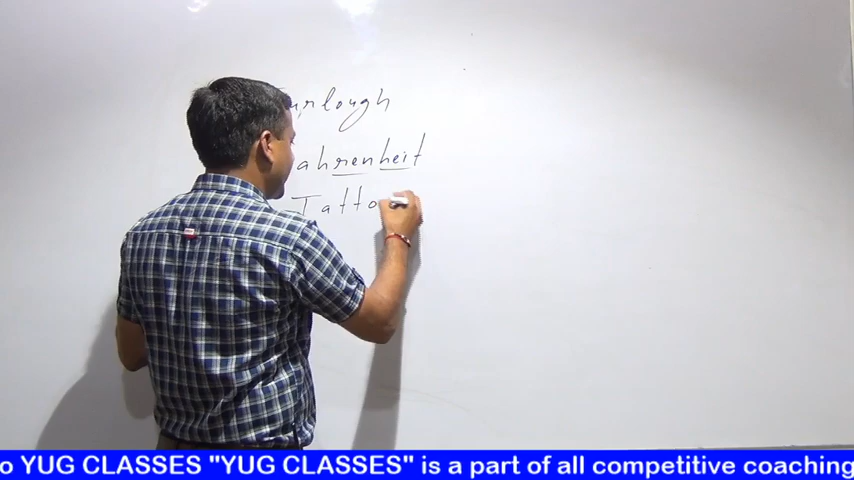 urlough
ahrenheit
Tatto
o YUG CLASSES "YUG CLASSES" is a part of all competitive coaching